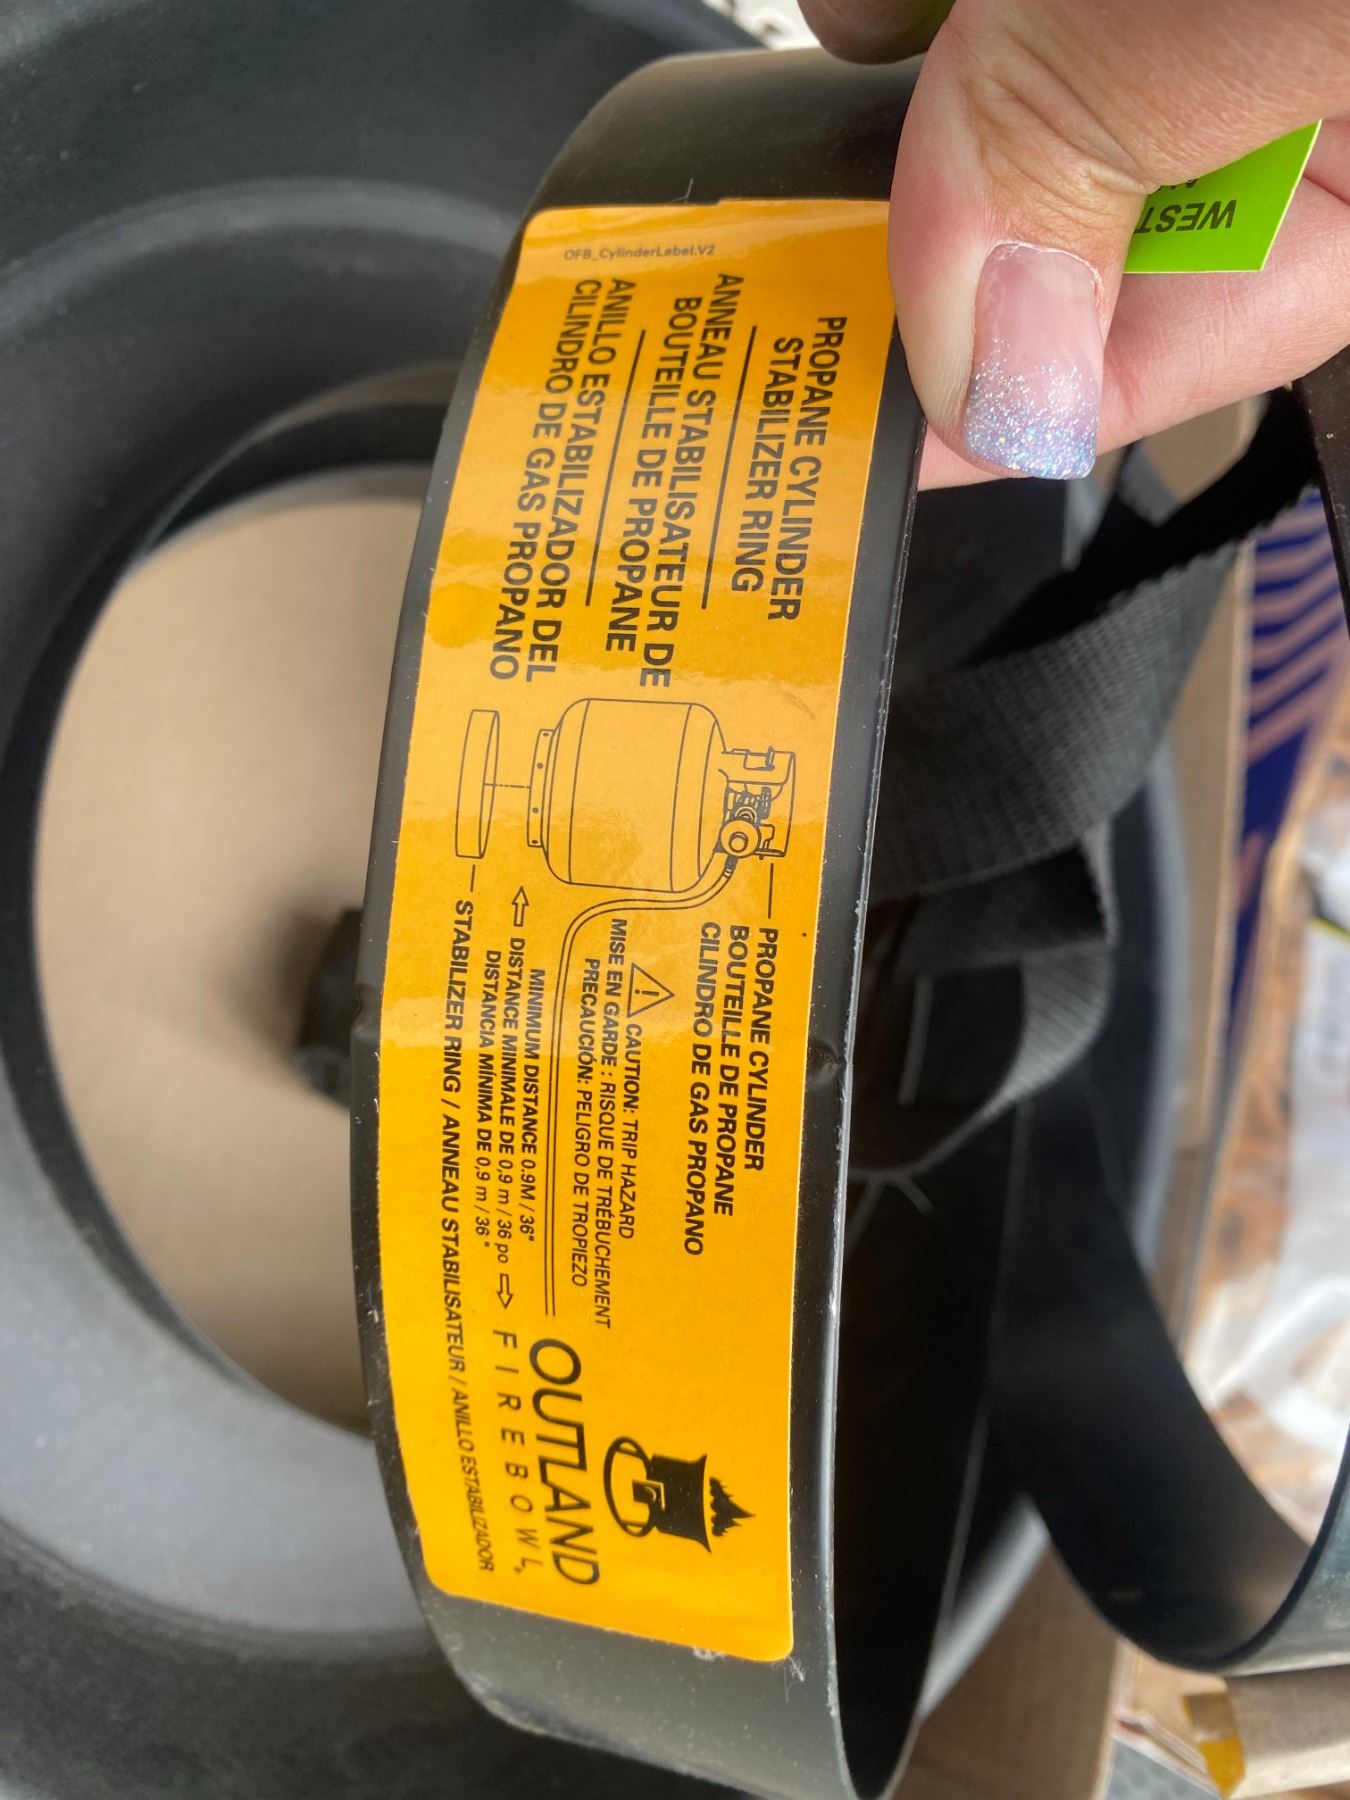 OFB_CylinderLabel.V2
PROPANE CYLINDER
STABILIZER RING
ANNEAU STABILISATEUR DE
BOUTEILLE DE PROPANE
ANILLO ESTABILIZADOR DEL
CILINDRO DE GAS PROPANO
PROPANE CYLINDER
BOUTEILLE DE PROPANE
CILINDRO DE GAS PROPANO
CAUTION: TRIP HAZARD
MISE EN GARDE : RISQUE DE TRÉBUCHEMENT
PRECAUCIÓN: PELIGRO DE TROPIEZO
MINIMUM DISTANCE 0.9M / 36"
DISTANCE MINIMALE DE 0,9 m / 36 po
DISTANCIA MÍNIMA DE 0,9 m / 36 "
STABILIZER RING / ANNEAU STABILISATEUR / ANILLO ESTABILIZADOR
OUTLAND
FIREBOWL
WEST